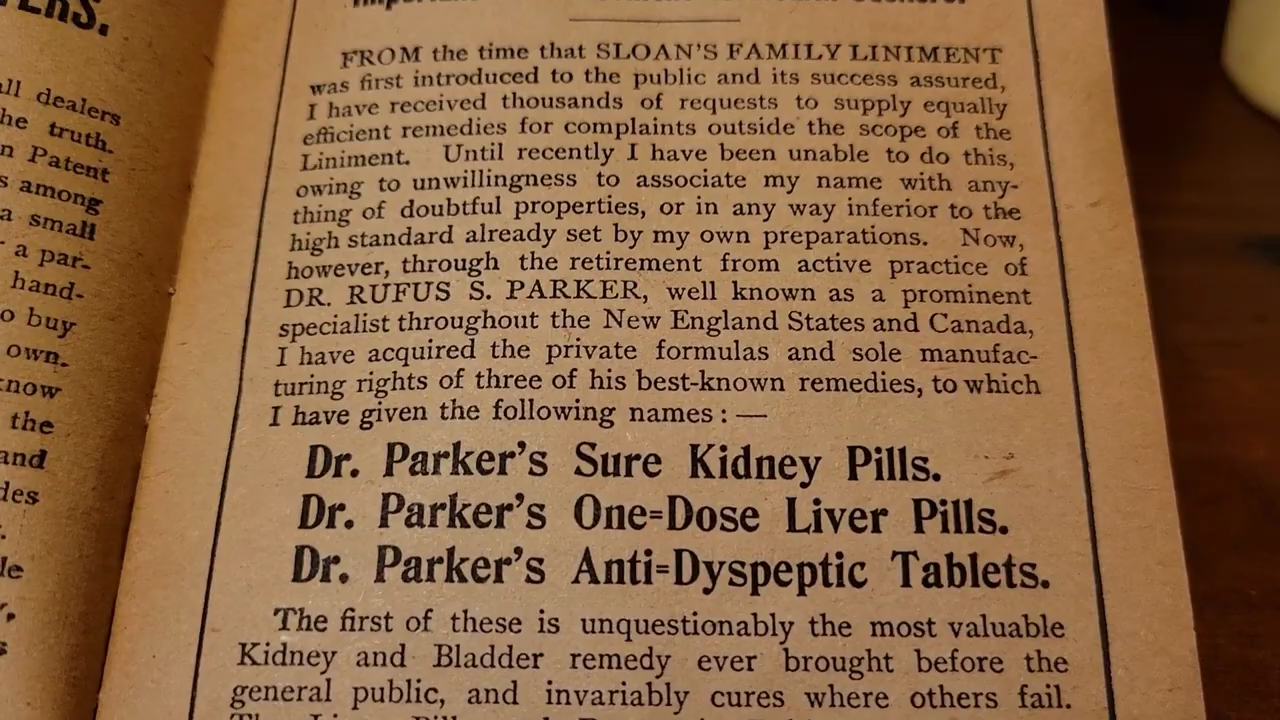 ERS.
all dealers
he truth.
n Patent
s among
a small
r a par-
hand-
o buy
own.
know
the
and
des
FROM the time that SLOAN'S FAMILY LINIMENT
was first introduced to the public and its success assured,
I have received thousands of requests to supply equally
efficient remedies for complaints outside the scope of the
Liniment. Until recently I have been unable to do this,
owing to unwillingness to associate my name with any-
thing of doubtful properties, or in any way inferior to the
high standard already set by my own preparations. Now,
however, through the retirement from active practice of
DR. RUFUS S. PARKER, well known as a prominent
specialist throughout the New England States and Canada,
I have acquired the private formulas and sole manufac-
turing rights of three of his best-known remedies, to which
I have given the following names: —
Dr. Parker's Sure Kidney Pills.
Dr. Parker's One-Dose Liver Pills.
Dr. Parker's Anti-Dyspeptic Tablets.
The first of these is unquestionably the most valuable
Kidney and Bladder remedy ever brought before the
general public, and invariably cures where others fail.